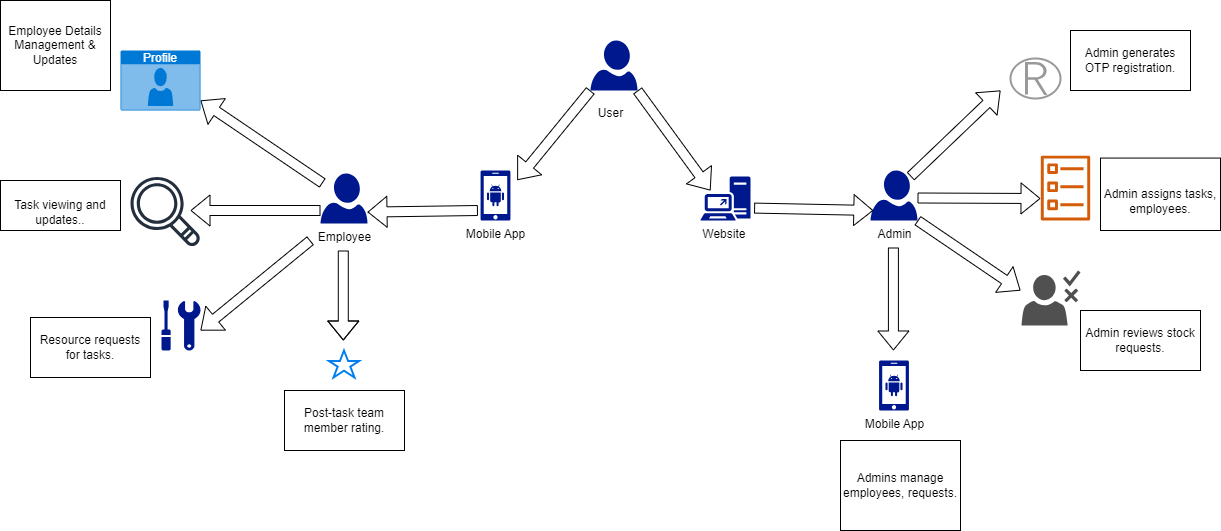 Employee Details
Management &
Updates
Profile
User
Admin generates
OTP registration.
R
Task viewing and
updates..
Employee
Mobile App
Website
Admin
Admin assigns tasks,
employees.
Resource requests
for tasks.
Admin reviews stock
requests.
Post-task team
member rating.
Mobile App
Admins manage
employees, requests.